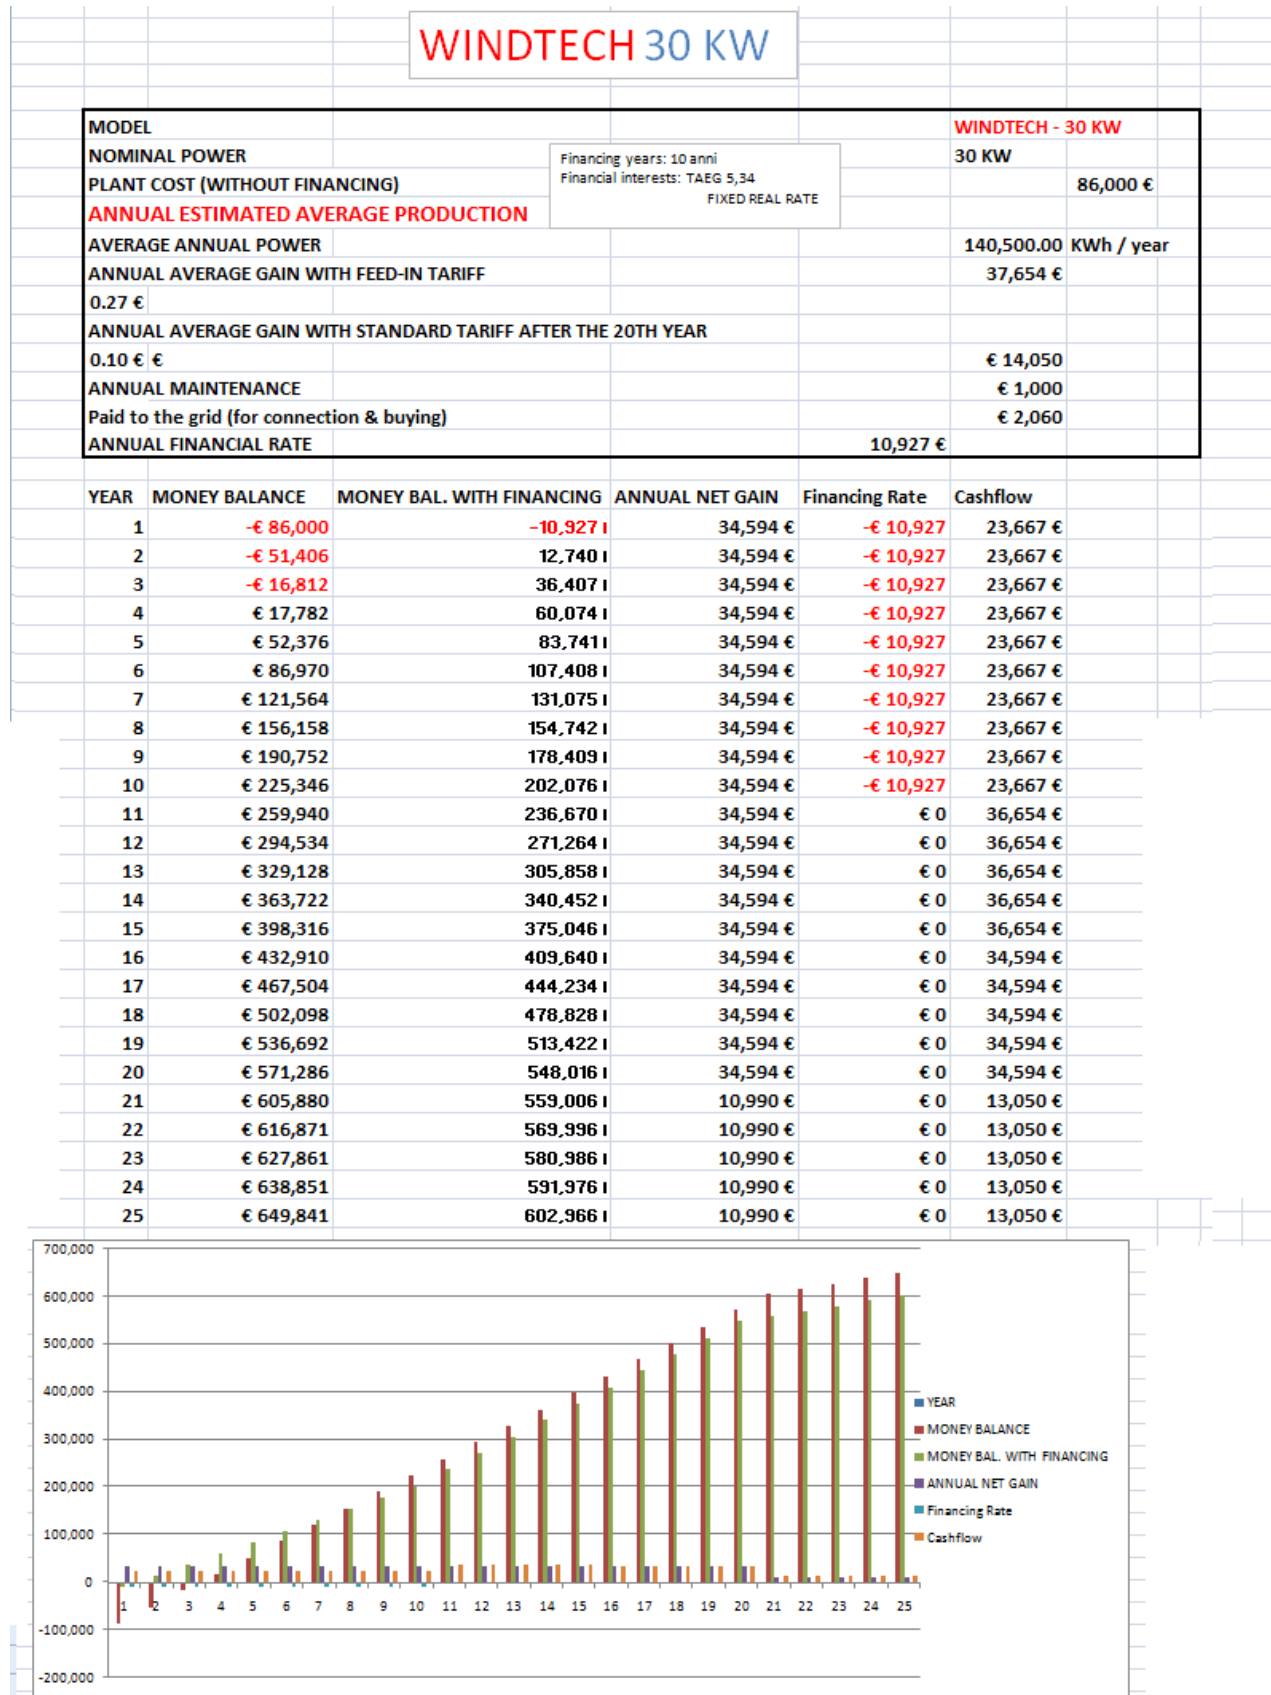 WINDTECH 30 KW
MODEL WINDTECH - 30 KW
NOMINAL POWER 30 KW
Financing years: 10 anni
Financial interests: TAEG 5,34
FIXED REAL RATE
PLANT COST (WITHOUT FINANCING) 86,000 €
ANNUAL ESTIMATED AVERAGE PRODUCTION
AVERAGE ANNUAL POWER 140,500.00 KWh / year
ANNUAL AVERAGE GAIN WITH FEED-IN TARIFF 37,654 €
0.27 €
ANNUAL AVERAGE GAIN WITH STANDARD TARIFF AFTER THE 20TH YEAR
0.10 € € € 14,050
ANNUAL MAINTENANCE € 1,000
Paid to the grid (for connection & buying) € 2,060
ANNUAL FINANCIAL RATE 10,927 €
YEAR MONEY BALANCE MONEY BAL. WITH FINANCING ANNUAL NET GAIN Financing Rate Cashflow
1 -€ 86,000 -10,927 34,594 € -€ 10,927 23,667 €
2 -€ 51,406 12,740 34,594 € -€ 10,927 23,667 €
3 -€ 16,812 36,407 34,594 € -€ 10,927 23,667 €
4 € 17,782 60,074 34,594 € -€ 10,927 23,667 €
5 € 52,376 83,741 34,594 € -€ 10,927 23,667 €
6 € 86,970 107,408 34,594 € -€ 10,927 23,667 €
7 € 121,564 131,075 34,594 € -€ 10,927 23,667 €
8 € 156,158 154,742 34,594 € -€ 10,927 23,667 €
9 € 190,752 178,409 34,594 € -€ 10,927 23,667 €
10 € 225,346 202,076 34,594 € -€ 10,927 23,667 €
11 € 259,940 236,670 34,594 € € 0 36,654 €
12 € 294,534 271,264 34,594 € € 0 36,654 €
13 € 329,128 305,858 34,594 € € 0 36,654 €
14 € 363,722 340,452 34,594 € € 0 36,654 €
15 € 398,316 375,046 34,594 € € 0 36,654 €
16 € 432,910 409,640 34,594 € € 0 34,594 €
17 € 467,504 444,234 34,594 € € 0 34,594 €
18 € 502,098 478,828 34,594 € € 0 34,594 €
19 € 536,692 513,422 34,594 € € 0 34,594 €
20 € 571,286 548,016 34,594 € € 0 34,594 €
21 € 605,880 559,006 10,990 € € 0 13,050 €
22 € 616,871 569,996 10,990 € € 0 13,050 €
23 € 627,861 580,986 10,990 € € 0 13,050 €
24 € 638,851 591,976 10,990 € € 0 13,050 €
25 € 649,841 602,966 10,990 € € 0 13,050 €
700,000
600,000
500,000
400,000
300,000
200,000
100,000
0
-100,000
-200,000
1 2 3 4 5 6 7 8 9 10 11 12 13 14 15 16 17 18 19 20 21 22 23 24 25
YEAR
MONEY BALANCE
MONEY BAL. WITH FINANCING
ANNUAL NET GAIN
Financing Rate
Cashflow